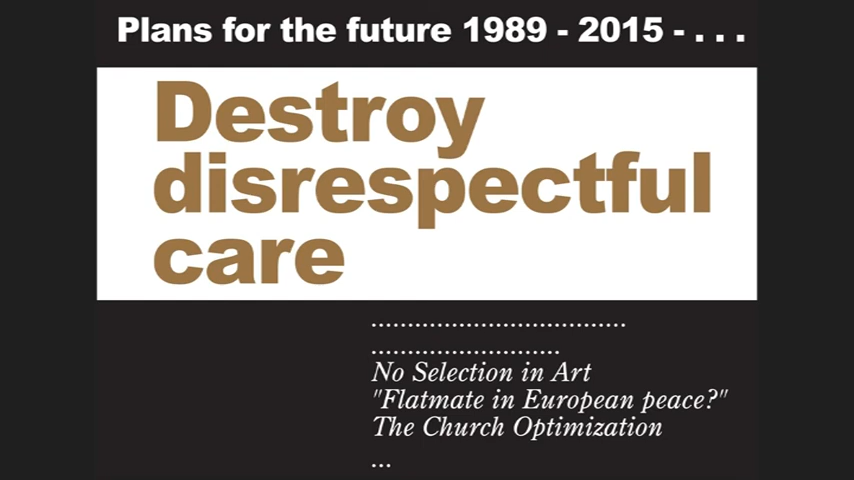 Plans for the future 1989 - 2015 - . . .
Destroy
disrespectful
care
...................................
..........................
No Selection in Art
"Flatmate in European peace?"
The Church Optimization
...